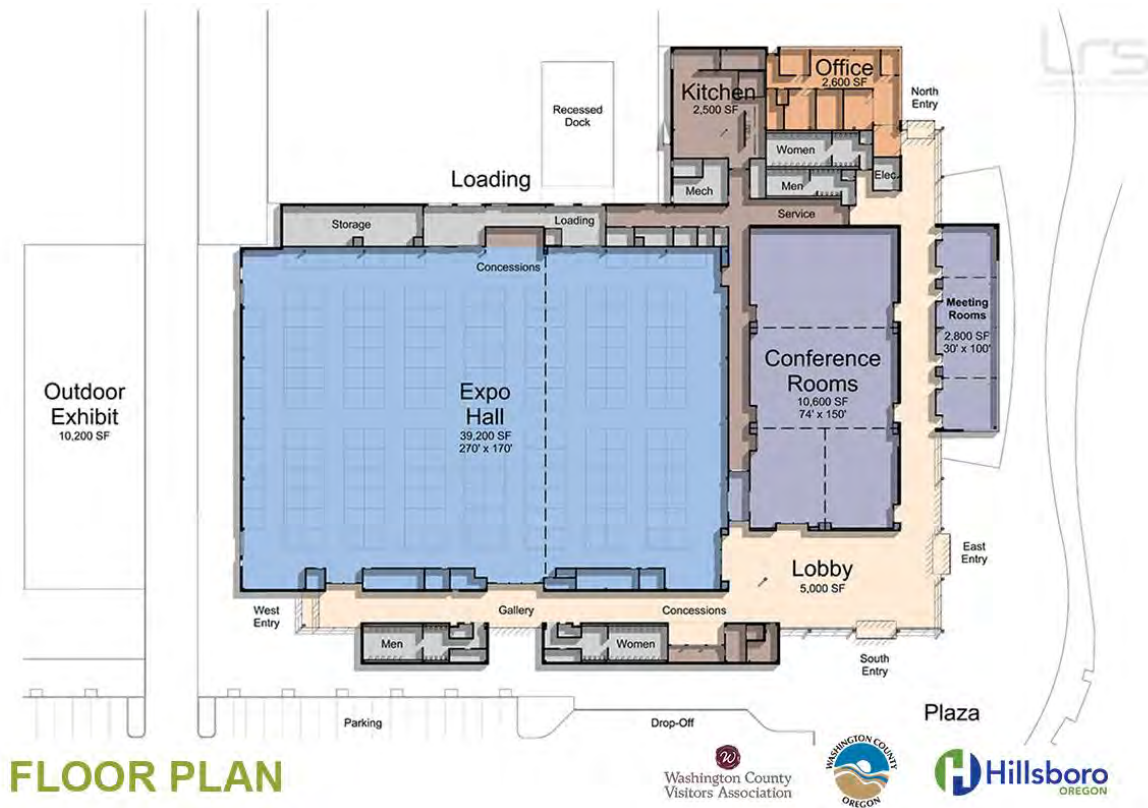 Lrs
Office
2,600 SF
Kitchen
2,500 SF
North
Entry
Recessed
Dock
Women
Loading
Mech
Men
Elec.
Storage
Loading
Service
Concessions
Meeting
Rooms
2,800 SF
30' x 100'
Conference
Rooms
10,600 SF
74' x 150'
Outdoor
Exhibit
10,200 SF
Expo
Hall
39,200 SF
270' x 170'
East
Entry
Lobby
5,000 SF
West
Entry
Gallery
Concessions
Men
Women
South
Entry
Parking
Drop-Off
Plaza
FLOOR PLAN
W
Washington County
Visitors Association
WASHINGTON COUNTY
OREGON
H
Hillsboro
OREGON